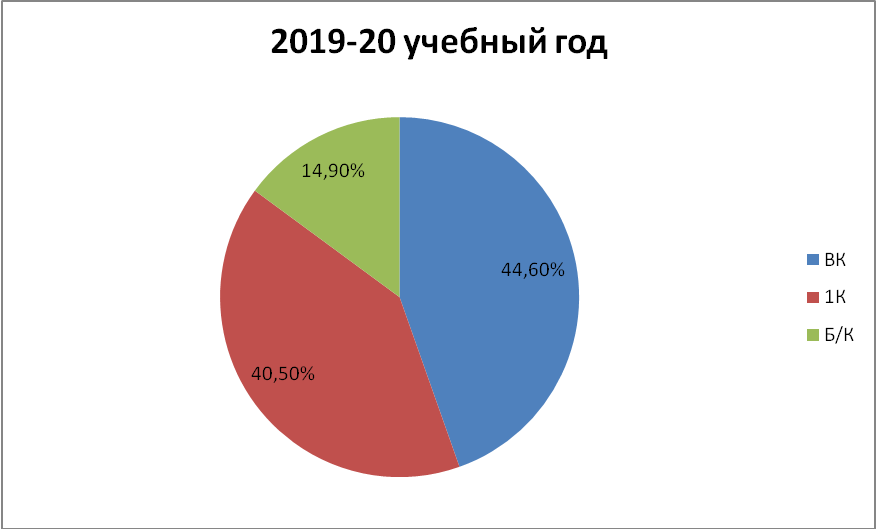 2019-20 учебный год
14,90%
44,60%
40,50%
ВК
1К
Б/К